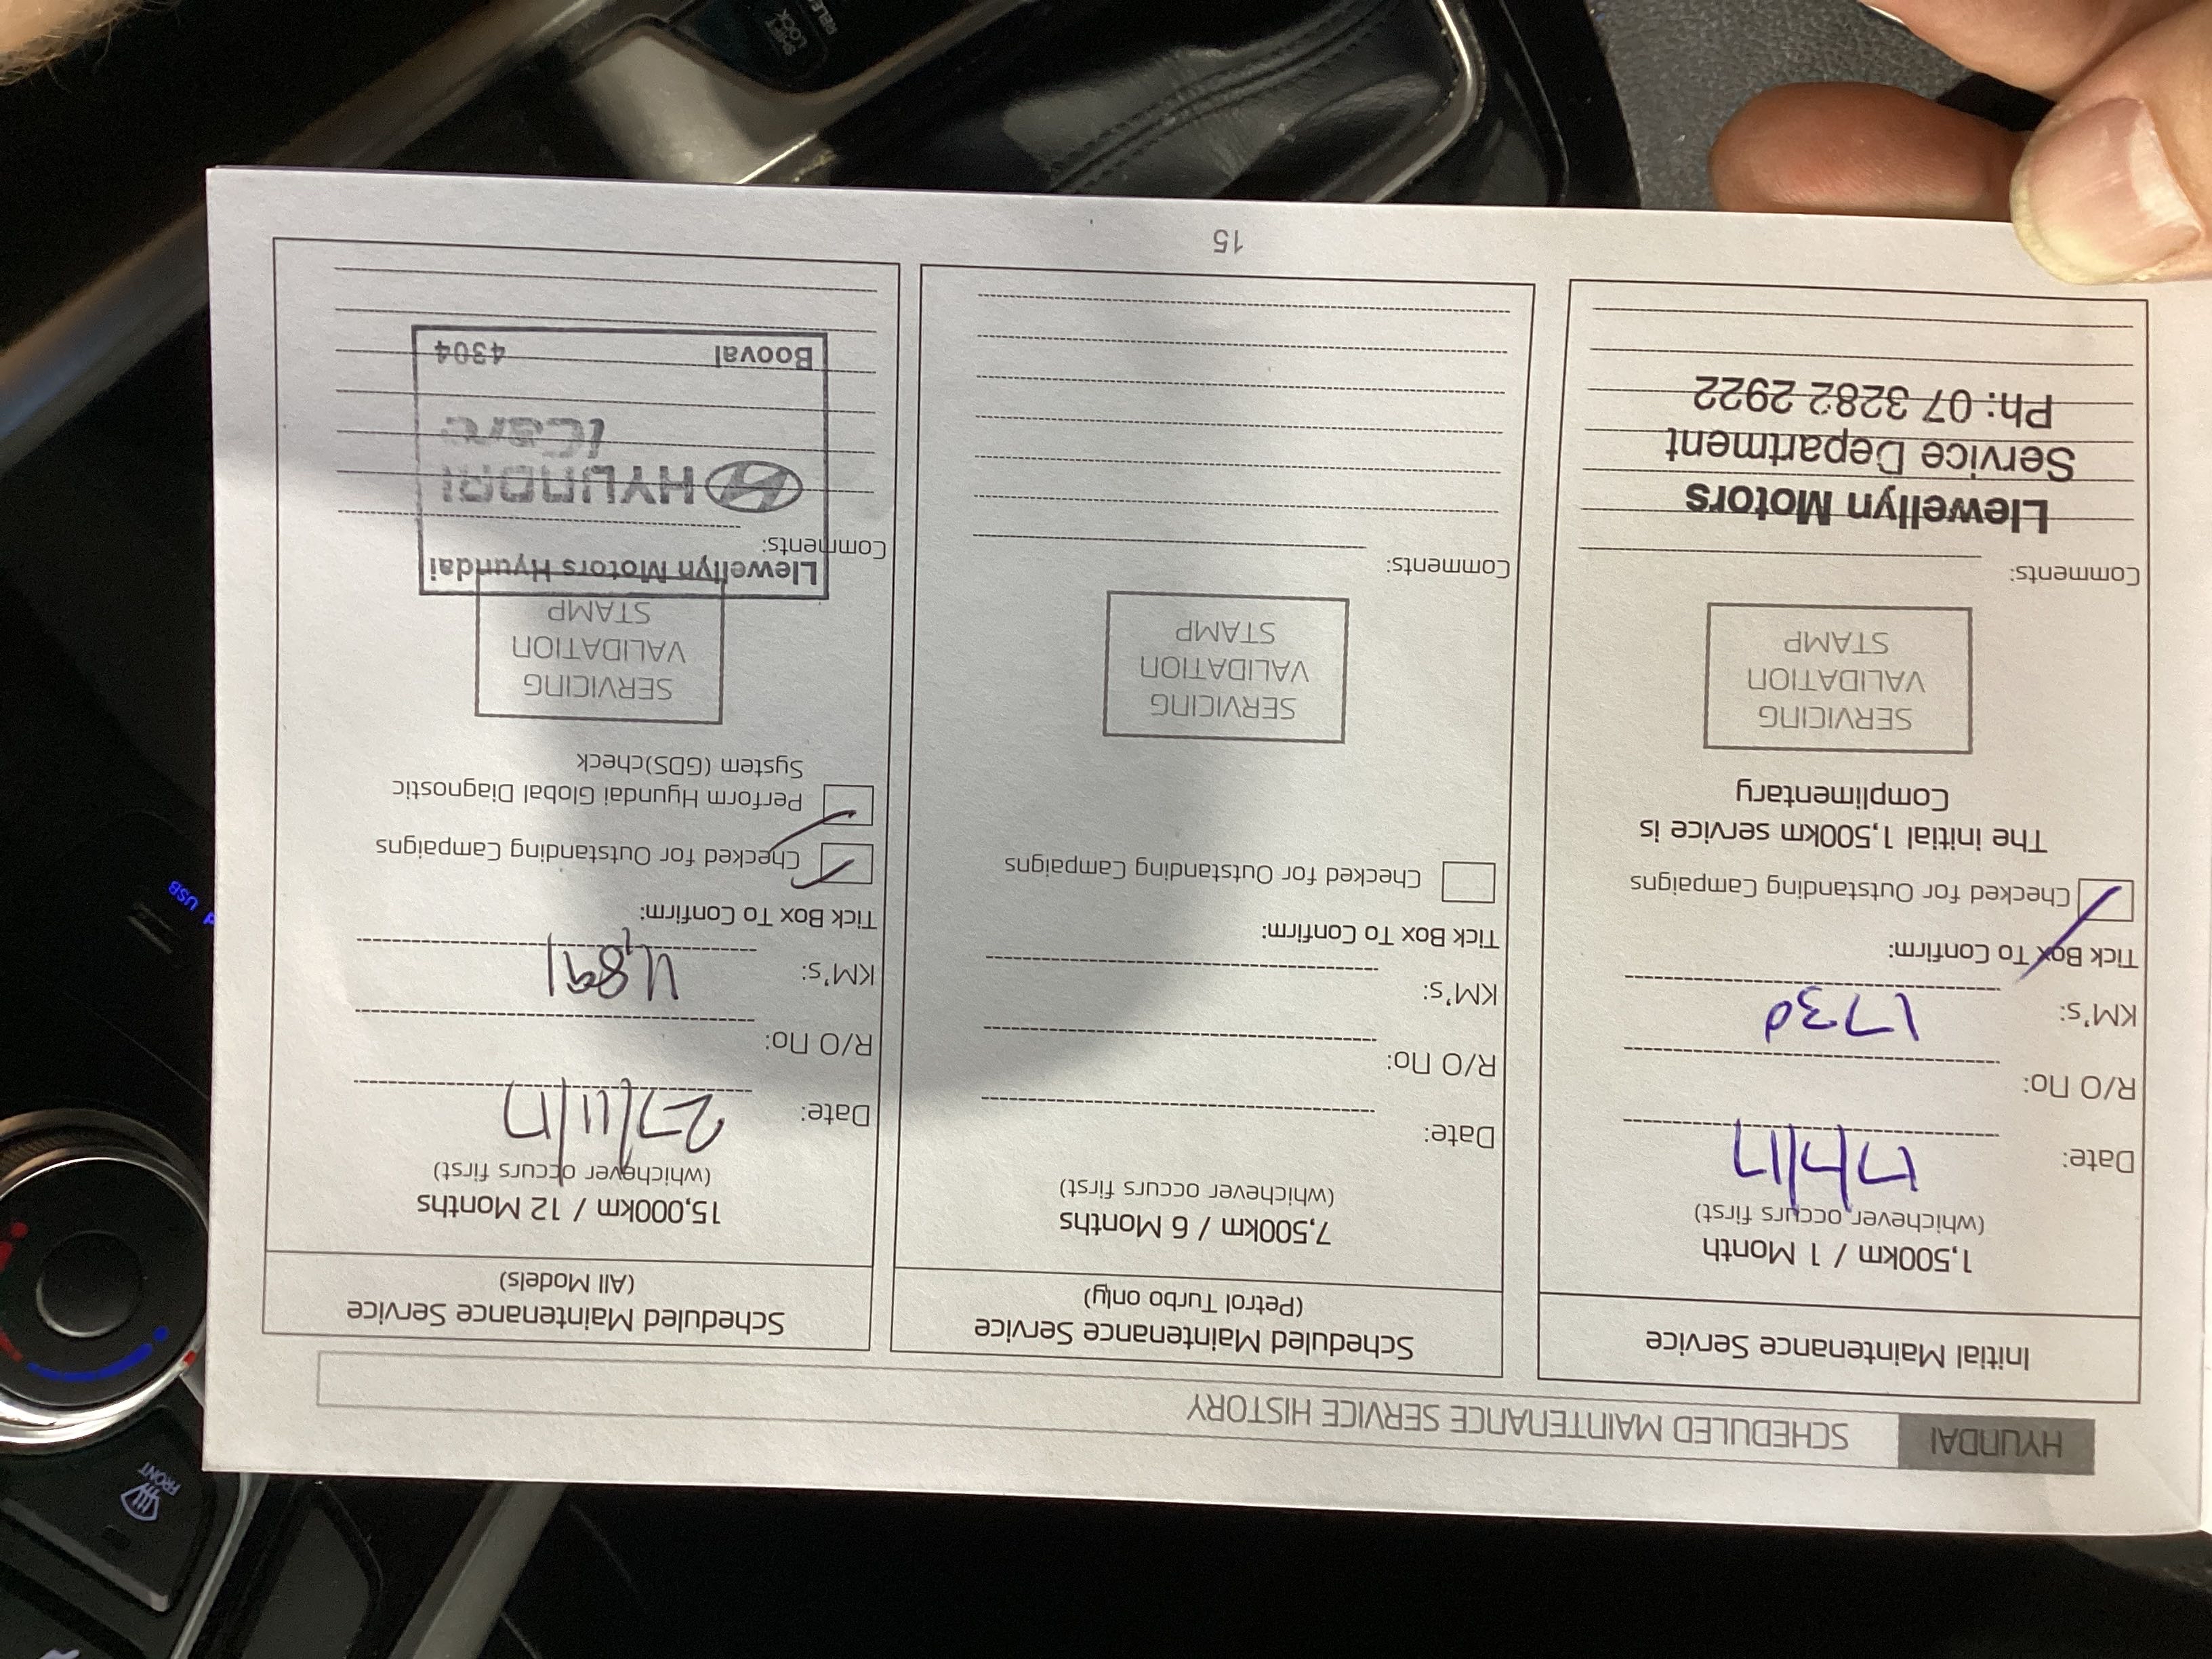 HYUNDAI SCHEDULED MAINTENANCE SERVICE HISTORY
Initial Maintenance Service
1,500km / 1 Month
(whichever occurs first)
Date: 17/4/17
R/O no:
KM's: 1730
Tick Box To Confirm:
Checked for Outstanding Campaigns
The initial 1,500km service is
Complimentary
SERVICING
VALIDATION
STAMP
Comments:
Llewellyn Motors
Service Department
Ph: 07 3282 2922
Scheduled Maintenance Service
(Petrol Turbo only)
7,500km / 6 Months
(whichever occurs first)
Date:
R/O no:
KM's:
Tick Box To Confirm:
Checked for Outstanding Campaigns
SERVICING
VALIDATION
STAMP
Comments:
Scheduled Maintenance Service
(All Models)
15,000km / 12 Months
(whichever occurs first)
Date: 27/11/17
R/O no:
KM's: 11,891
Tick Box To Confirm:
Checked for Outstanding Campaigns
Perform Hyundai Global Diagnostic
System (GDS)check
SERVICING
VALIDATION
STAMP
Llewellyn Motors Hyundai
Comments:
HYUNDAI
iCare
Booval 4304
15
SHIFT
LOCK
USB
FRONT